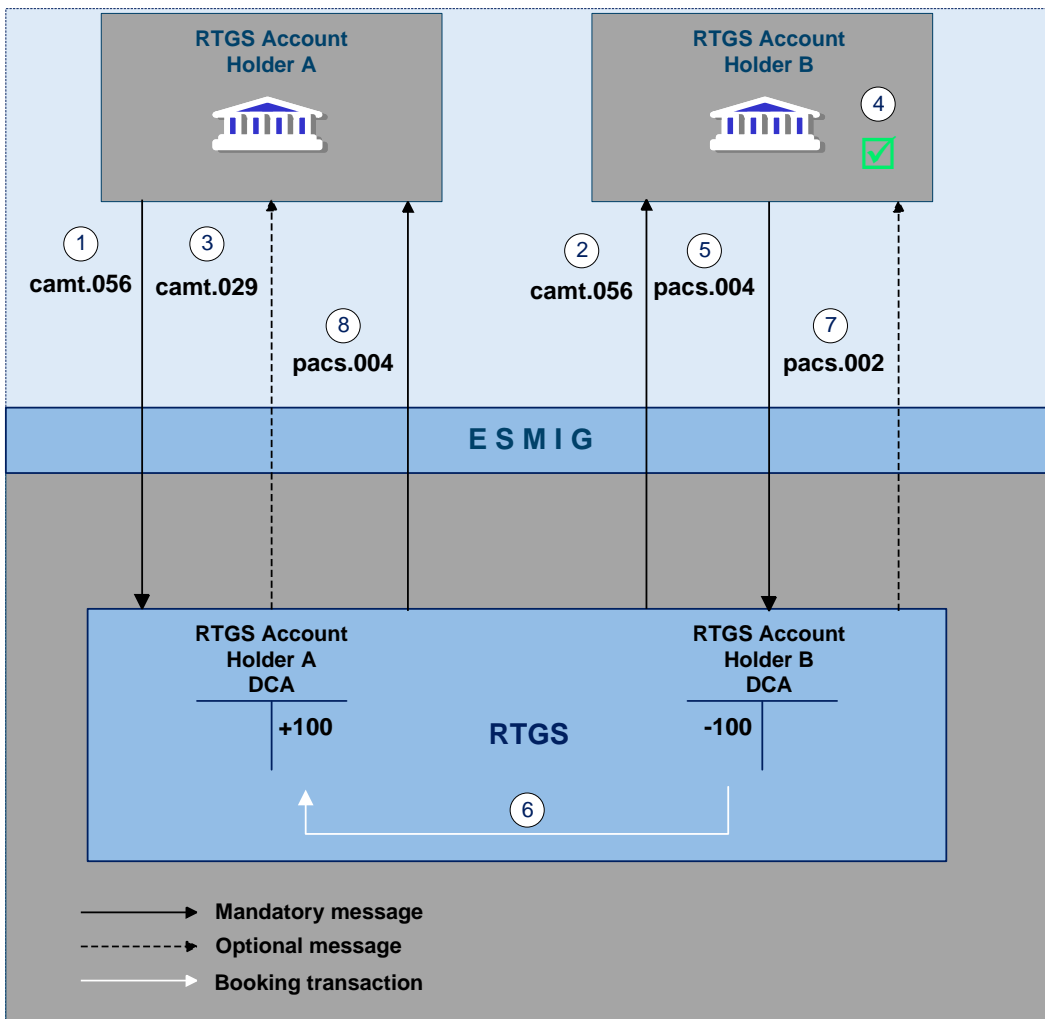 RTGS Account
Holder A
RTGS Account
Holder B
4
1
camt.056
3
camt.029
8
pacs.004
2
camt.056
5
pacs.004
7
pacs.002
E S M I G
RTGS Account
Holder A
DCA
+100
RTGS
RTGS Account
Holder B
DCA
-100
6
Mandatory message
Optional message
Booking transaction